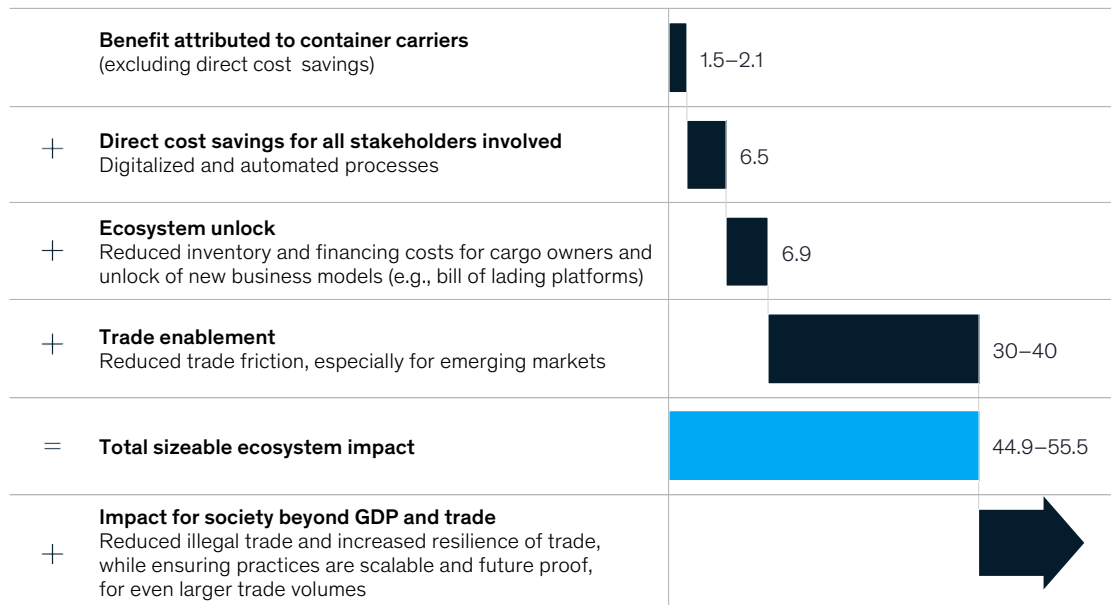 Benefit attributed to container carriers
(excluding direct cost savings)
1.5–2.1
+
Direct cost savings for all stakeholders involved
Digitalized and automated processes
6.5
+
Ecosystem unlock
Reduced inventory and financing costs for cargo owners and
unlock of new business models (e.g., bill of lading platforms)
6.9
+
Trade enablement
Reduced trade friction, especially for emerging markets
30–40
=
Total sizeable ecosystem impact
44.9–55.5
+
Impact for society beyond GDP and trade
Reduced illegal trade and increased resilience of trade,
while ensuring practices are scalable and future proof,
for even larger trade volumes